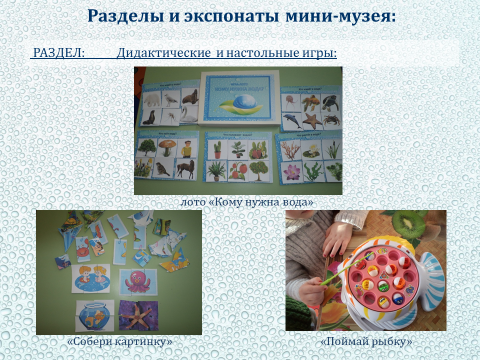 Разделы и экспонаты мини-музея:
РАЗДЕЛ: Дидактические и настольные игры:
лото «Кому нужна вода»
«Собери картинку»
«Поймай рыбку»